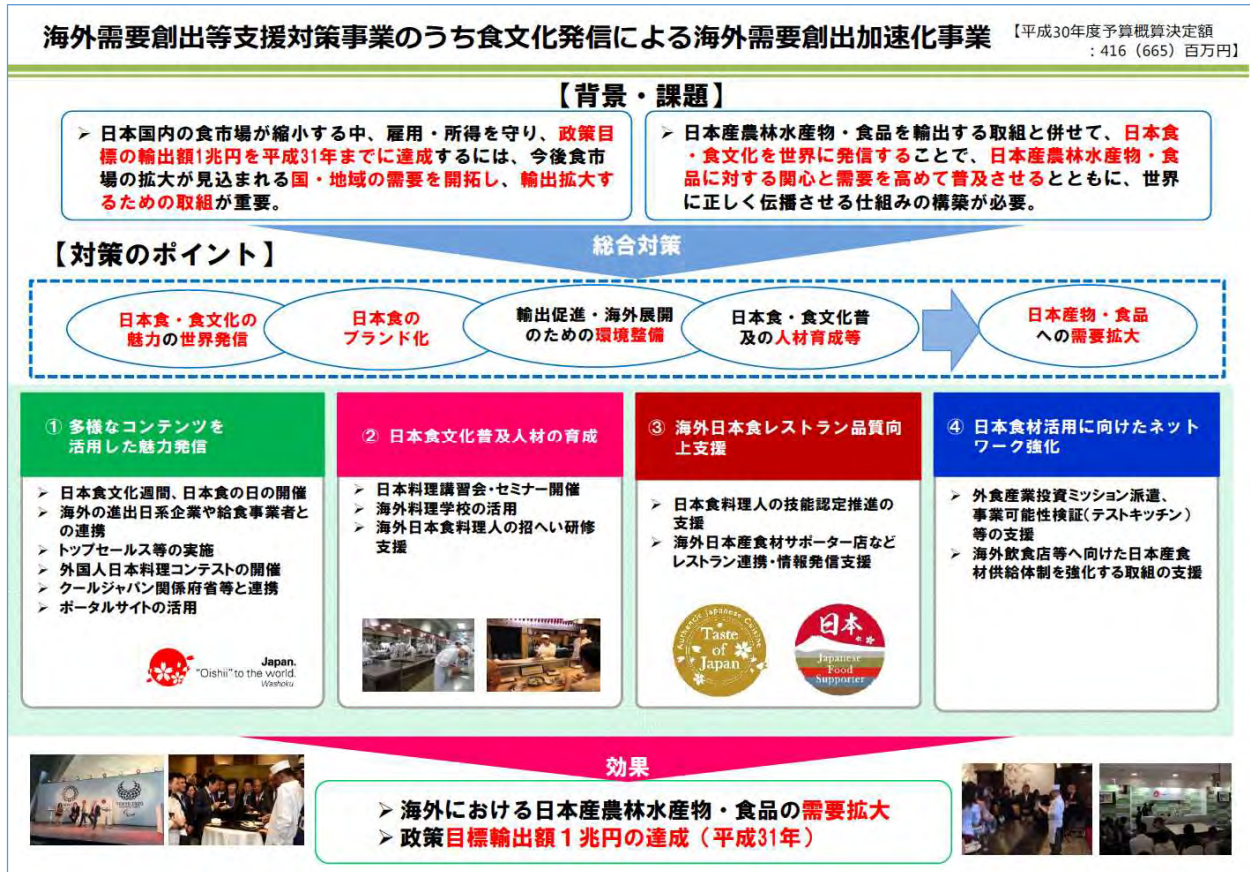 海外需要創出等支援対策事業のうち食文化発信による海外需要創出加速化事業
【平成30年度予算概算決定額
：416（665）百万円】
【背景・課題】
➢ 日本国内の食市場が縮小する中、雇用・所得を守り、政策目
標の輸出額1兆円を平成31年までに達成するには、今後食市
場の拡大が見込まれる国・地域の需要を開拓し、輸出拡大す
るための取組が重要。
➢ 日本産農林水産物・食品を輸出する取組と併せて、日本食
・食文化を世界に発信することで、日本産農林水産物・食
品に対する関心と需要を高めて普及させるとともに、世界
に正しく伝播させる仕組みの構築が必要。
総合対策
【対策のポイント】
日本食・食文化の
魅力の世界発信
日本食の
ブランド化
輸出促進・海外展開
のための環境整備
日本食・食文化普
及の人材育成等
日本産物・食品
への需要拡大
① 多様なコンテンツを
活用した魅力発信
➢ 日本食文化週間、日本食の日の開催
➢ 海外の進出日系企業や給食事業者と
の連携
➢ トップセールス等の実施
➢ 外国人日本料理コンテストの開催
➢ クールジャパン関係府省等と連携
➢ ポータルサイトの活用
Japan.
"Oishii" to the world.
Washoku
② 日本食文化普及人材の育成
➢ 日本料理講習会・セミナー開催
➢ 海外料理学校の活用
➢ 海外日本食料理人の招へい研修
支援
③ 海外日本食レストラン品質向
上支援
➢ 日本食料理人の技能認定推進の
支援
➢ 海外日本産食材サポーター店など
レストラン連携・情報発信支援
Authentic Japanese Cuisine
Taste
of
Japan
日本
Japanese
Food
Supporter
④ 日本食材活用に向けたネット
ワーク強化
➢ 外食産業投資ミッション派遣、
事業可能性検証（テストキッチン）
等の支援
➢ 海外飲食店等へ向けた日本産食
材供給体制を強化する取組の支援
効果
➢ 海外における日本産農林水産物・食品の需要拡大
➢ 政策目標輸出額１兆円の達成（平成31年）